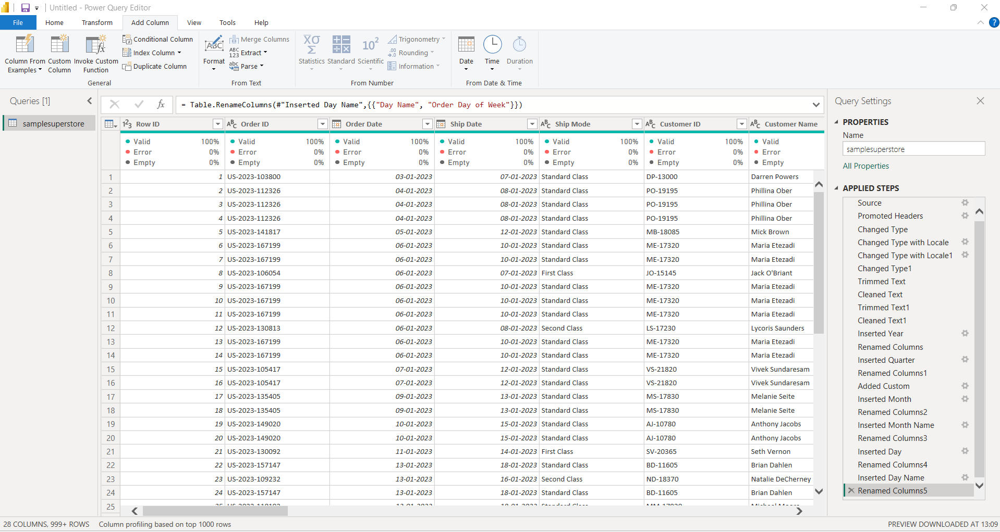 Untitled - Power Query Editor
File Home Transform Add Column View Tools Help
Column From Examples
Custom Column
Invoke Custom Function
Conditional Column
Index Column
Duplicate Column
General
ABC
Format
Merge Columns
ABC 123 Extract
abc Parse
From Text
XΣ Statistics
Standard
10² Scientific
Trigonometry
.00 Rounding
Information
From Number
Date Time Duration
From Date & Time
Queries [1]
samplesuperstore
fx = Table.RenameColumns(#"Inserted Day Name",{{"Day Name", "Order Day of Week"}})
1²3 Row ID ABC Order ID Order Date Ship Date ABC Ship Mode ABC Customer ID ABC Customer Name
Valid 100% Valid 100% Valid 100% Valid 100% Valid 100% Valid 100% Valid
Error 0% Error 0% Error 0% Error 0% Error 0% Error 0% Error
Empty 0% Empty 0% Empty 0% Empty 0% Empty 0% Empty 0% Empty
1 1 US-2023-103800 03-01-2023 07-01-2023 Standard Class DP-13000 Darren Powers
2 2 US-2023-112326 04-01-2023 08-01-2023 Standard Class PO-19195 Phillina Ober
3 3 US-2023-112326 04-01-2023 08-01-2023 Standard Class PO-19195 Phillina Ober
4 4 US-2023-112326 04-01-2023 08-01-2023 Standard Class PO-19195 Phillina Ober
5 5 US-2023-141817 05-01-2023 12-01-2023 Standard Class MB-18085 Mick Brown
6 6 US-2023-167199 06-01-2023 10-01-2023 Standard Class ME-17320 Maria Etezadi
7 7 US-2023-167199 06-01-2023 10-01-2023 Standard Class ME-17320 Maria Etezadi
8 8 US-2023-106054 06-01-2023 07-01-2023 First Class JO-15145 Jack O'Briant
9 9 US-2023-167199 06-01-2023 10-01-2023 Standard Class ME-17320 Maria Etezadi
10 10 US-2023-167199 06-01-2023 10-01-2023 Standard Class ME-17320 Maria Etezadi
11 11 US-2023-167199 06-01-2023 10-01-2023 Standard Class ME-17320 Maria Etezadi
12 12 US-2023-130813 06-01-2023 08-01-2023 Second Class LS-17230 Lycoris Saunders
13 13 US-2023-167199 06-01-2023 10-01-2023 Standard Class ME-17320 Maria Etezadi
14 14 US-2023-167199 06-01-2023 10-01-2023 Standard Class ME-17320 Maria Etezadi
15 15 US-2023-105417 07-01-2023 12-01-2023 Standard Class VS-21820 Vivek Sundaresam
16 16 US-2023-105417 07-01-2023 12-01-2023 Standard Class VS-21820 Vivek Sundaresam
17 17 US-2023-135405 09-01-2023 13-01-2023 Standard Class MS-17830 Melanie Seite
18 18 US-2023-135405 09-01-2023 13-01-2023 Standard Class MS-17830 Melanie Seite
19 19 US-2023-149020 10-01-2023 15-01-2023 Standard Class AJ-10780 Anthony Jacobs
20 20 US-2023-149020 10-01-2023 15-01-2023 Standard Class AJ-10780 Anthony Jacobs
21 21 US-2023-130092 11-01-2023 14-01-2023 First Class SV-20365 Seth Vernon
22 22 US-2023-157147 13-01-2023 18-01-2023 Standard Class BD-11605 Brian Dahlen
23 23 US-2023-109232 13-01-2023 16-01-2023 Second Class ND-18370 Natalie DeCherney
24 24 US-2023-157147 13-01-2023 18-01-2023 Standard Class BD-11605 Brian Dahlen
25
Query Settings
PROPERTIES
Name
samplesuperstore
All Properties
APPLIED STEPS
Source
Promoted Headers
Changed Type
Changed Type with Locale
Changed Type with Locale1
Changed Type1
Trimmed Text
Cleaned Text
Trimmed Text1
Cleaned Text1
Inserted Year
Renamed Columns
Inserted Quarter
Renamed Columns1
Added Custom
Inserted Month
Renamed Columns2
Inserted Month Name
Renamed Columns3
Inserted Day
Renamed Columns4
Inserted Day Name
Renamed Columns5
28 COLUMNS, 999+ ROWS Column profiling based on top 1000 rows PREVIEW DOWNLOADED AT 13:09